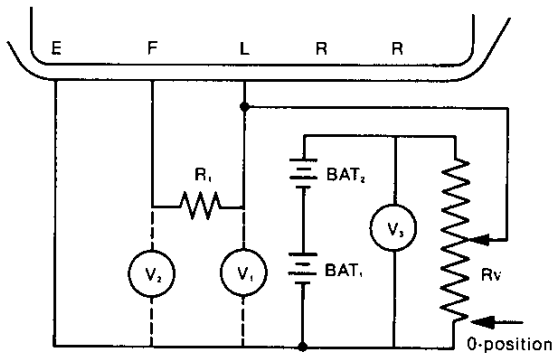 E F L R R
R₁
BAT₂
V₃
V₂
V₁
BAT₁
RV
0-position